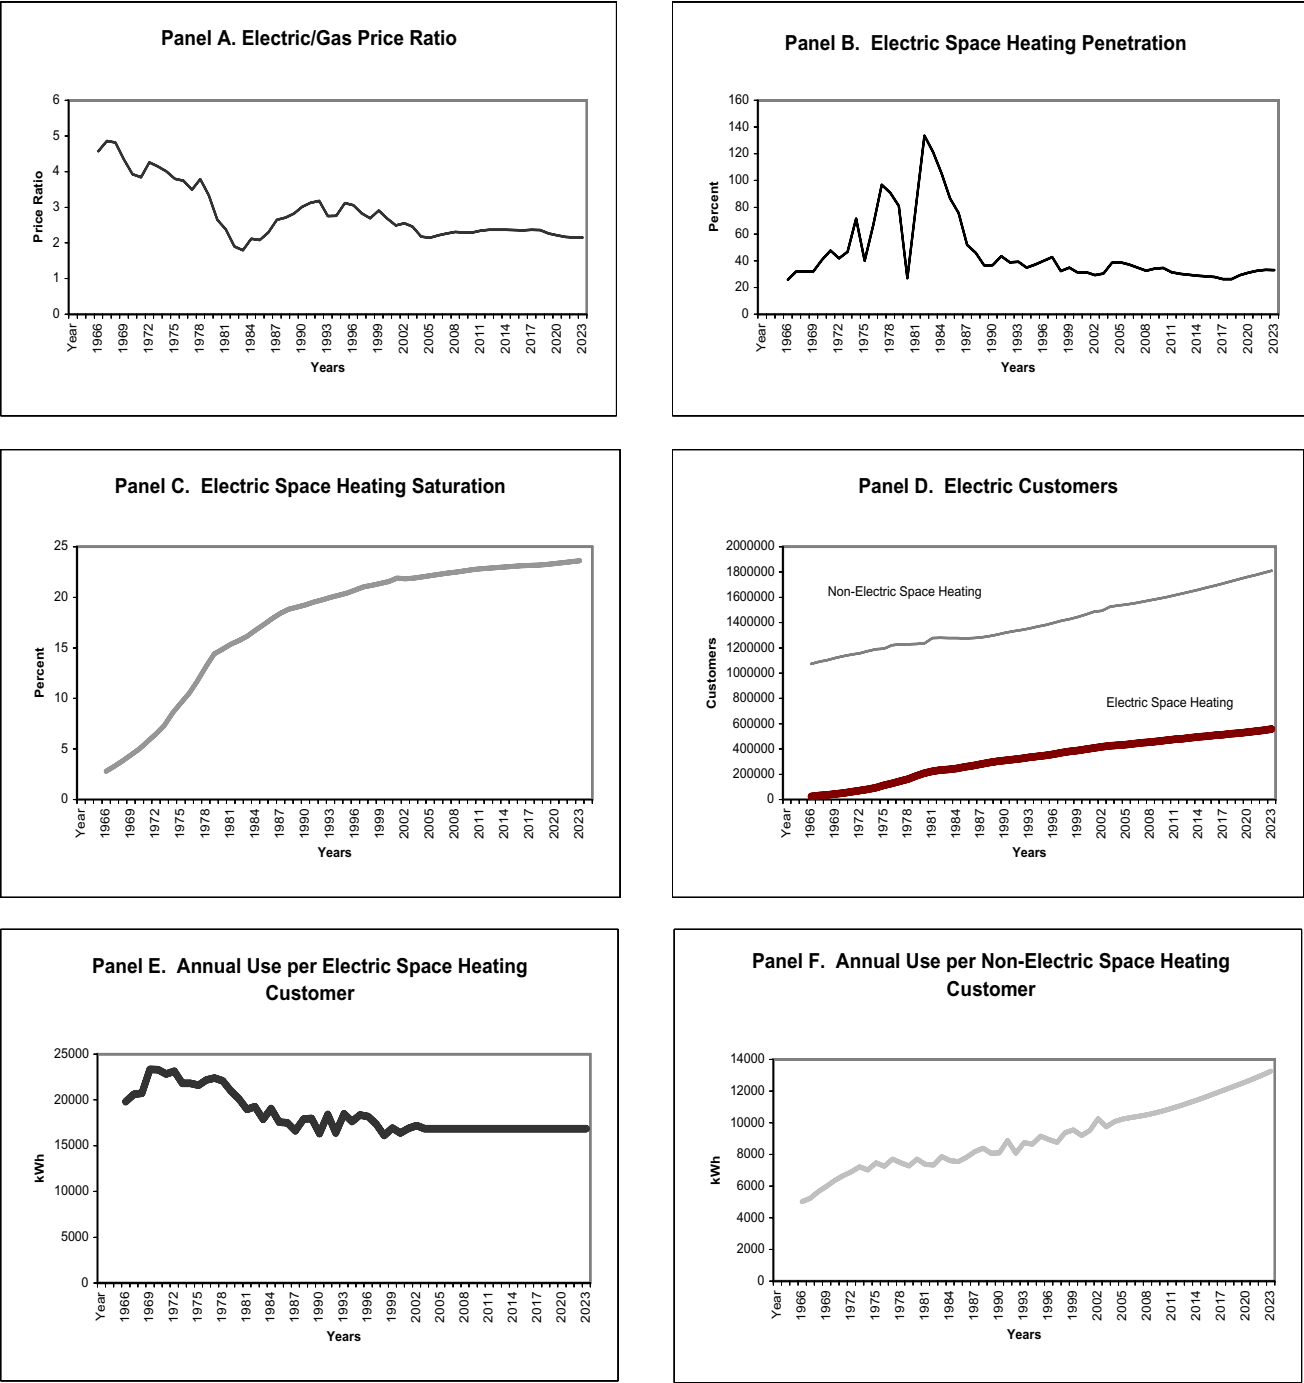 Panel A. Electric/Gas Price Ratio
6
5
4
3
2
1
0
Price Ratio
Year 1966 1969 1972 1975 1978 1981 1984 1987 1990 1993 1996 1999 2002 2005 2008 2011 2014 2017 2020 2023
Years
Panel B. Electric Space Heating Penetration
160
140
120
100
80
60
40
20
0
Percent
Year 1966 1969 1972 1975 1978 1981 1984 1987 1990 1993 1996 1999 2002 2005 2008 2011 2014 2017 2020 2023
Years
Panel C. Electric Space Heating Saturation
25
20
15
10
5
0
Percent
Year 1966 1969 1972 1975 1978 1981 1984 1987 1990 1993 1996 1999 2002 2005 2008 2011 2014 2017 2020 2023
Years
Panel D. Electric Customers
2000000
1800000
1600000
1400000
1200000
1000000
800000
600000
400000
200000
0
Customers
Non-Electric Space Heating
Electric Space Heating
Year 1966 1969 1972 1975 1978 1981 1984 1987 1990 1993 1996 1999 2002 2005 2008 2011 2014 2017 2020 2023
Years
Panel E. Annual Use per Electric Space Heating
Customer
25000
20000
15000
10000
5000
0
kWh
Year 1966 1969 1972 1975 1978 1981 1984 1987 1990 1993 1996 1999 2002 2005 2008 2011 2014 2017 2020 2023
Years
Panel F. Annual Use per Non-Electric Space Heating
Customer
14000
12000
10000
8000
6000
4000
2000
0
kWh
Year 1966 1969 1972 1975 1978 1981 1984 1987 1990 1993 1996 1999 2002 2005 2008 2011 2014 2017 2020 2023
Years